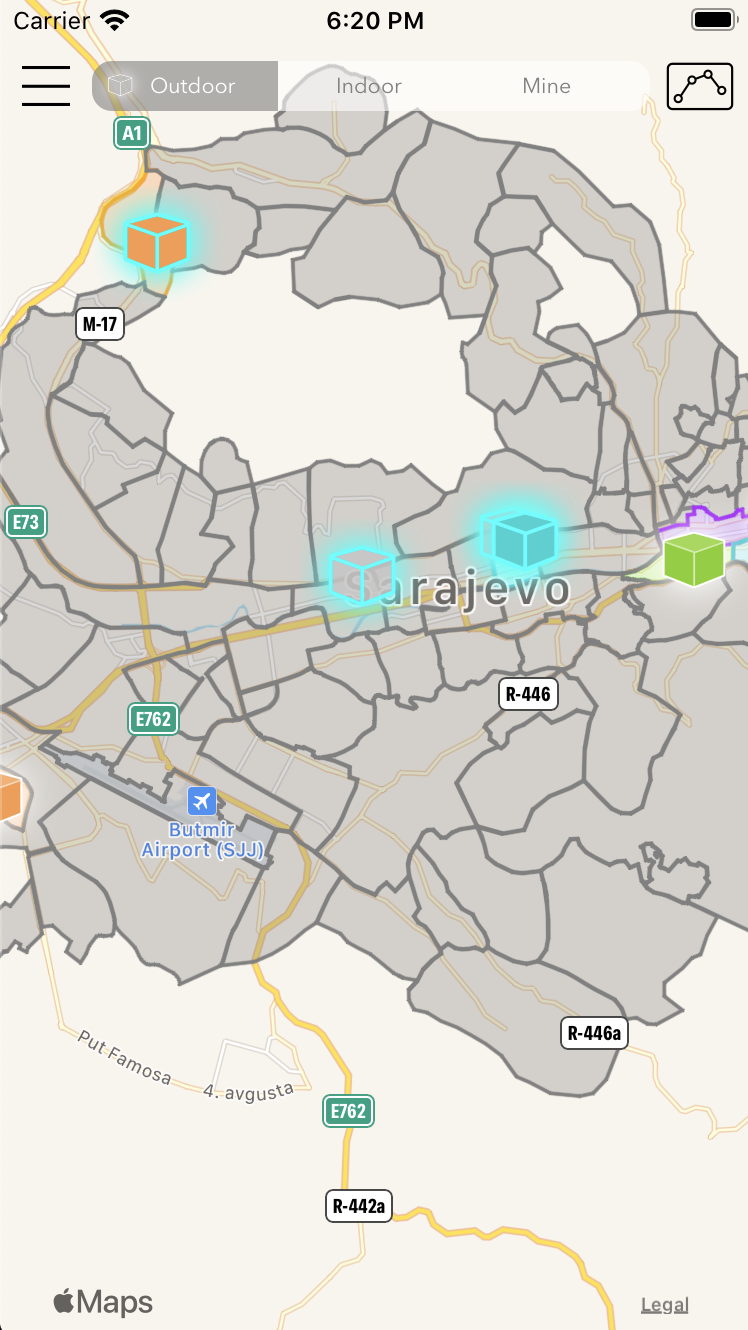 Carrier 6:20 PM
Outdoor Indoor Mine
A1
M-17
E73
Sarajevo
R-446
E762
Butmir
Airport (SJJ)
R-446a
Put Famosa
4. avgusta
E762
R-442a
Maps
Legal